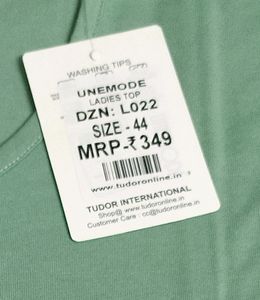 WASHING TIPS
UNEMODE
LADIES TOP
DZN: L022
SIZE - 44
MRP-₹349
www.tudoronline.in
TUDOR INTERNATIONAL
Shop@ www.tudoronline.in
Customer Care : cc@tudoronline.in